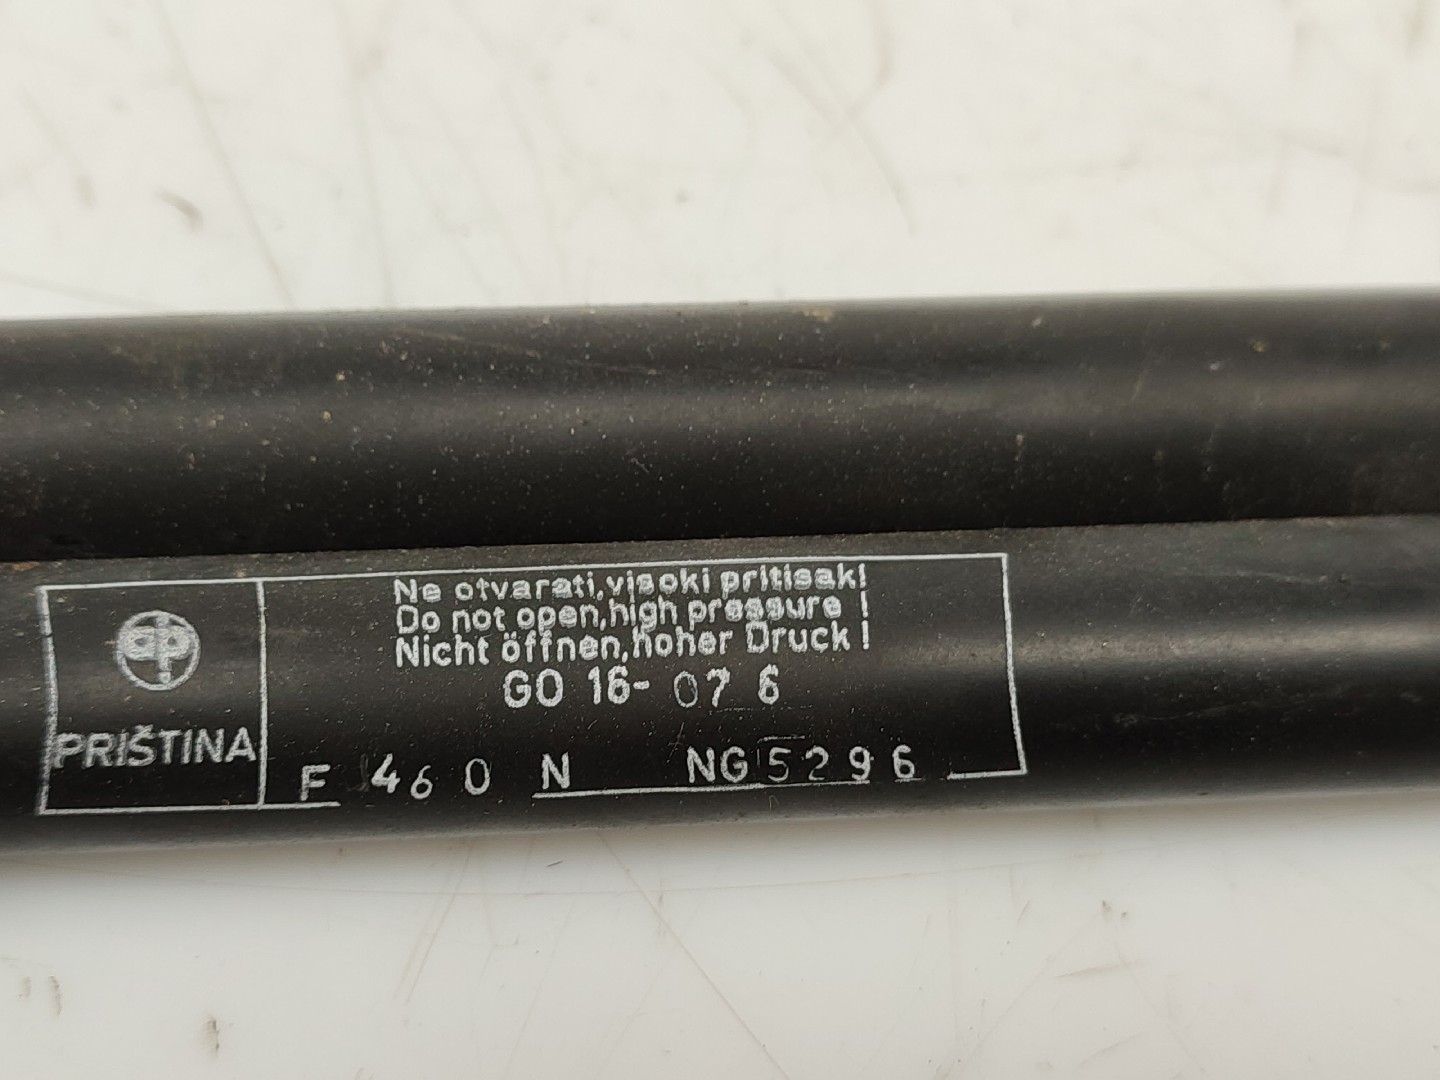 Ne otvarati,visoki pritisak!
Do not open,high pressure !
Nicht öffnen,hoher Druck!
GO 16- 07 6
PRIŠTINA
F 460 N NG5296